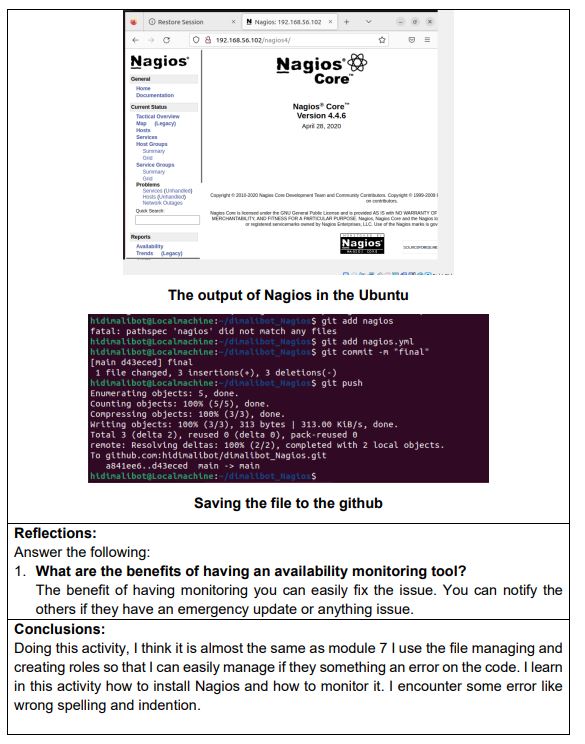 Restore Session
Nagios: 192.168.56.102
192.168.56.102/nagios4/
Nagios®
General
Home
Documentation
Current Status
Tactical Overview
Map (Legacy)
Hosts
Services
Host Groups
Summary
Grid
Service Groups
Summary
Grid
Problems
Services (Unhandled)
Hosts (Unhandled)
Network Outages
Quick Search:
Reports
Availability
Trends (Legacy)
Nagios®
Core™
Nagios® Core™
Version 4.4.6
April 28, 2020
Copyright © 2010-2020 Nagios Core Development Team and Community Contributors. Copyright © 1999-2009
on contributors.
Nagios Core is licensed under the GNU General Public License and is provided AS IS with NO WARRANTY OF
MERCHANTABILITY, AND FITNESS FOR A PARTICULAR PURPOSE. Nagios, Nagios Core and the Nagios
or registered servicemarks owned by Nagios Enterprises, LLC. Use of the Nagios marks is
MONITORED BY
Nagios
NAGIOS CORE
The output of Nagios in the Ubuntu
hidimalibot@Localmachine:~/dimalibot_Nagios$ git add nagios
fatal: pathspec 'nagios' did not match any files
hidimalibot@Localmachine:~/dimalibot_Nagios$ git add nagios.yml
hidimalibot@Localmachine:~/dimalibot_Nagios$ git commit -m "final"
[main d43eced] final
1 file changed, 3 insertions(+), 3 deletions(-)
hidimalibot@Localmachine:~/dimalibot_Nagios$ git push
Enumerating objects: 5, done.
Counting objects: 100% (5/5), done.
Compressing objects: 100% (3/3), done.
Writing objects: 100% (3/3), 313 bytes | 313.00 KiB/s, done.
Total 3 (delta 2), reused 0 (delta 0), pack-reused 0
remote: Resolving deltas: 100% (2/2), completed with 2 local objects.
To github.com:hidimalibot/dimalibot_Nagios.git
a841ee6..d43eced main -> main
hidimalibot@Localmachine:~/dimalibot_Nagios$
Saving the file to the github
Reflections:
Answer the following:
1. What are the benefits of having an availability monitoring tool?
The benefit of having monitoring you can easily fix the issue. You can notify the
others if they have an emergency update or anything issue.
Conclusions:
Doing this activity, I think it is almost the same as module 7 I use the file managing and
creating roles so that I can easily manage if they something an error on the code. I learn
in this activity how to install Nagios and how to monitor it. I encounter some error like
wrong spelling and indention.